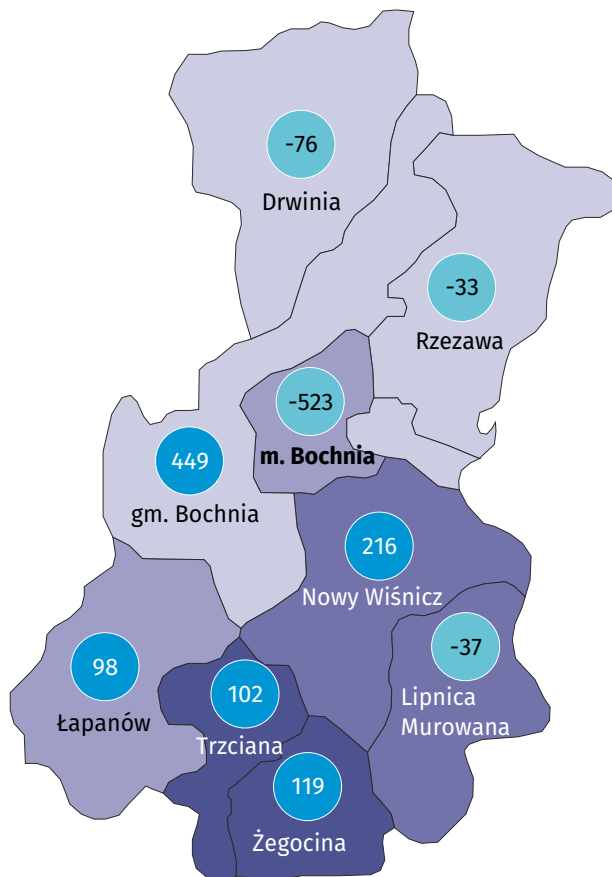 -76
Drwinia
-33
Rzezawa
-523
m. Bochnia
449
gm. Bochnia
216
Nowy Wiśnicz
98
Łapanów
102
Trzciana
-37
Lipnica
Murowana
119
Żegocina